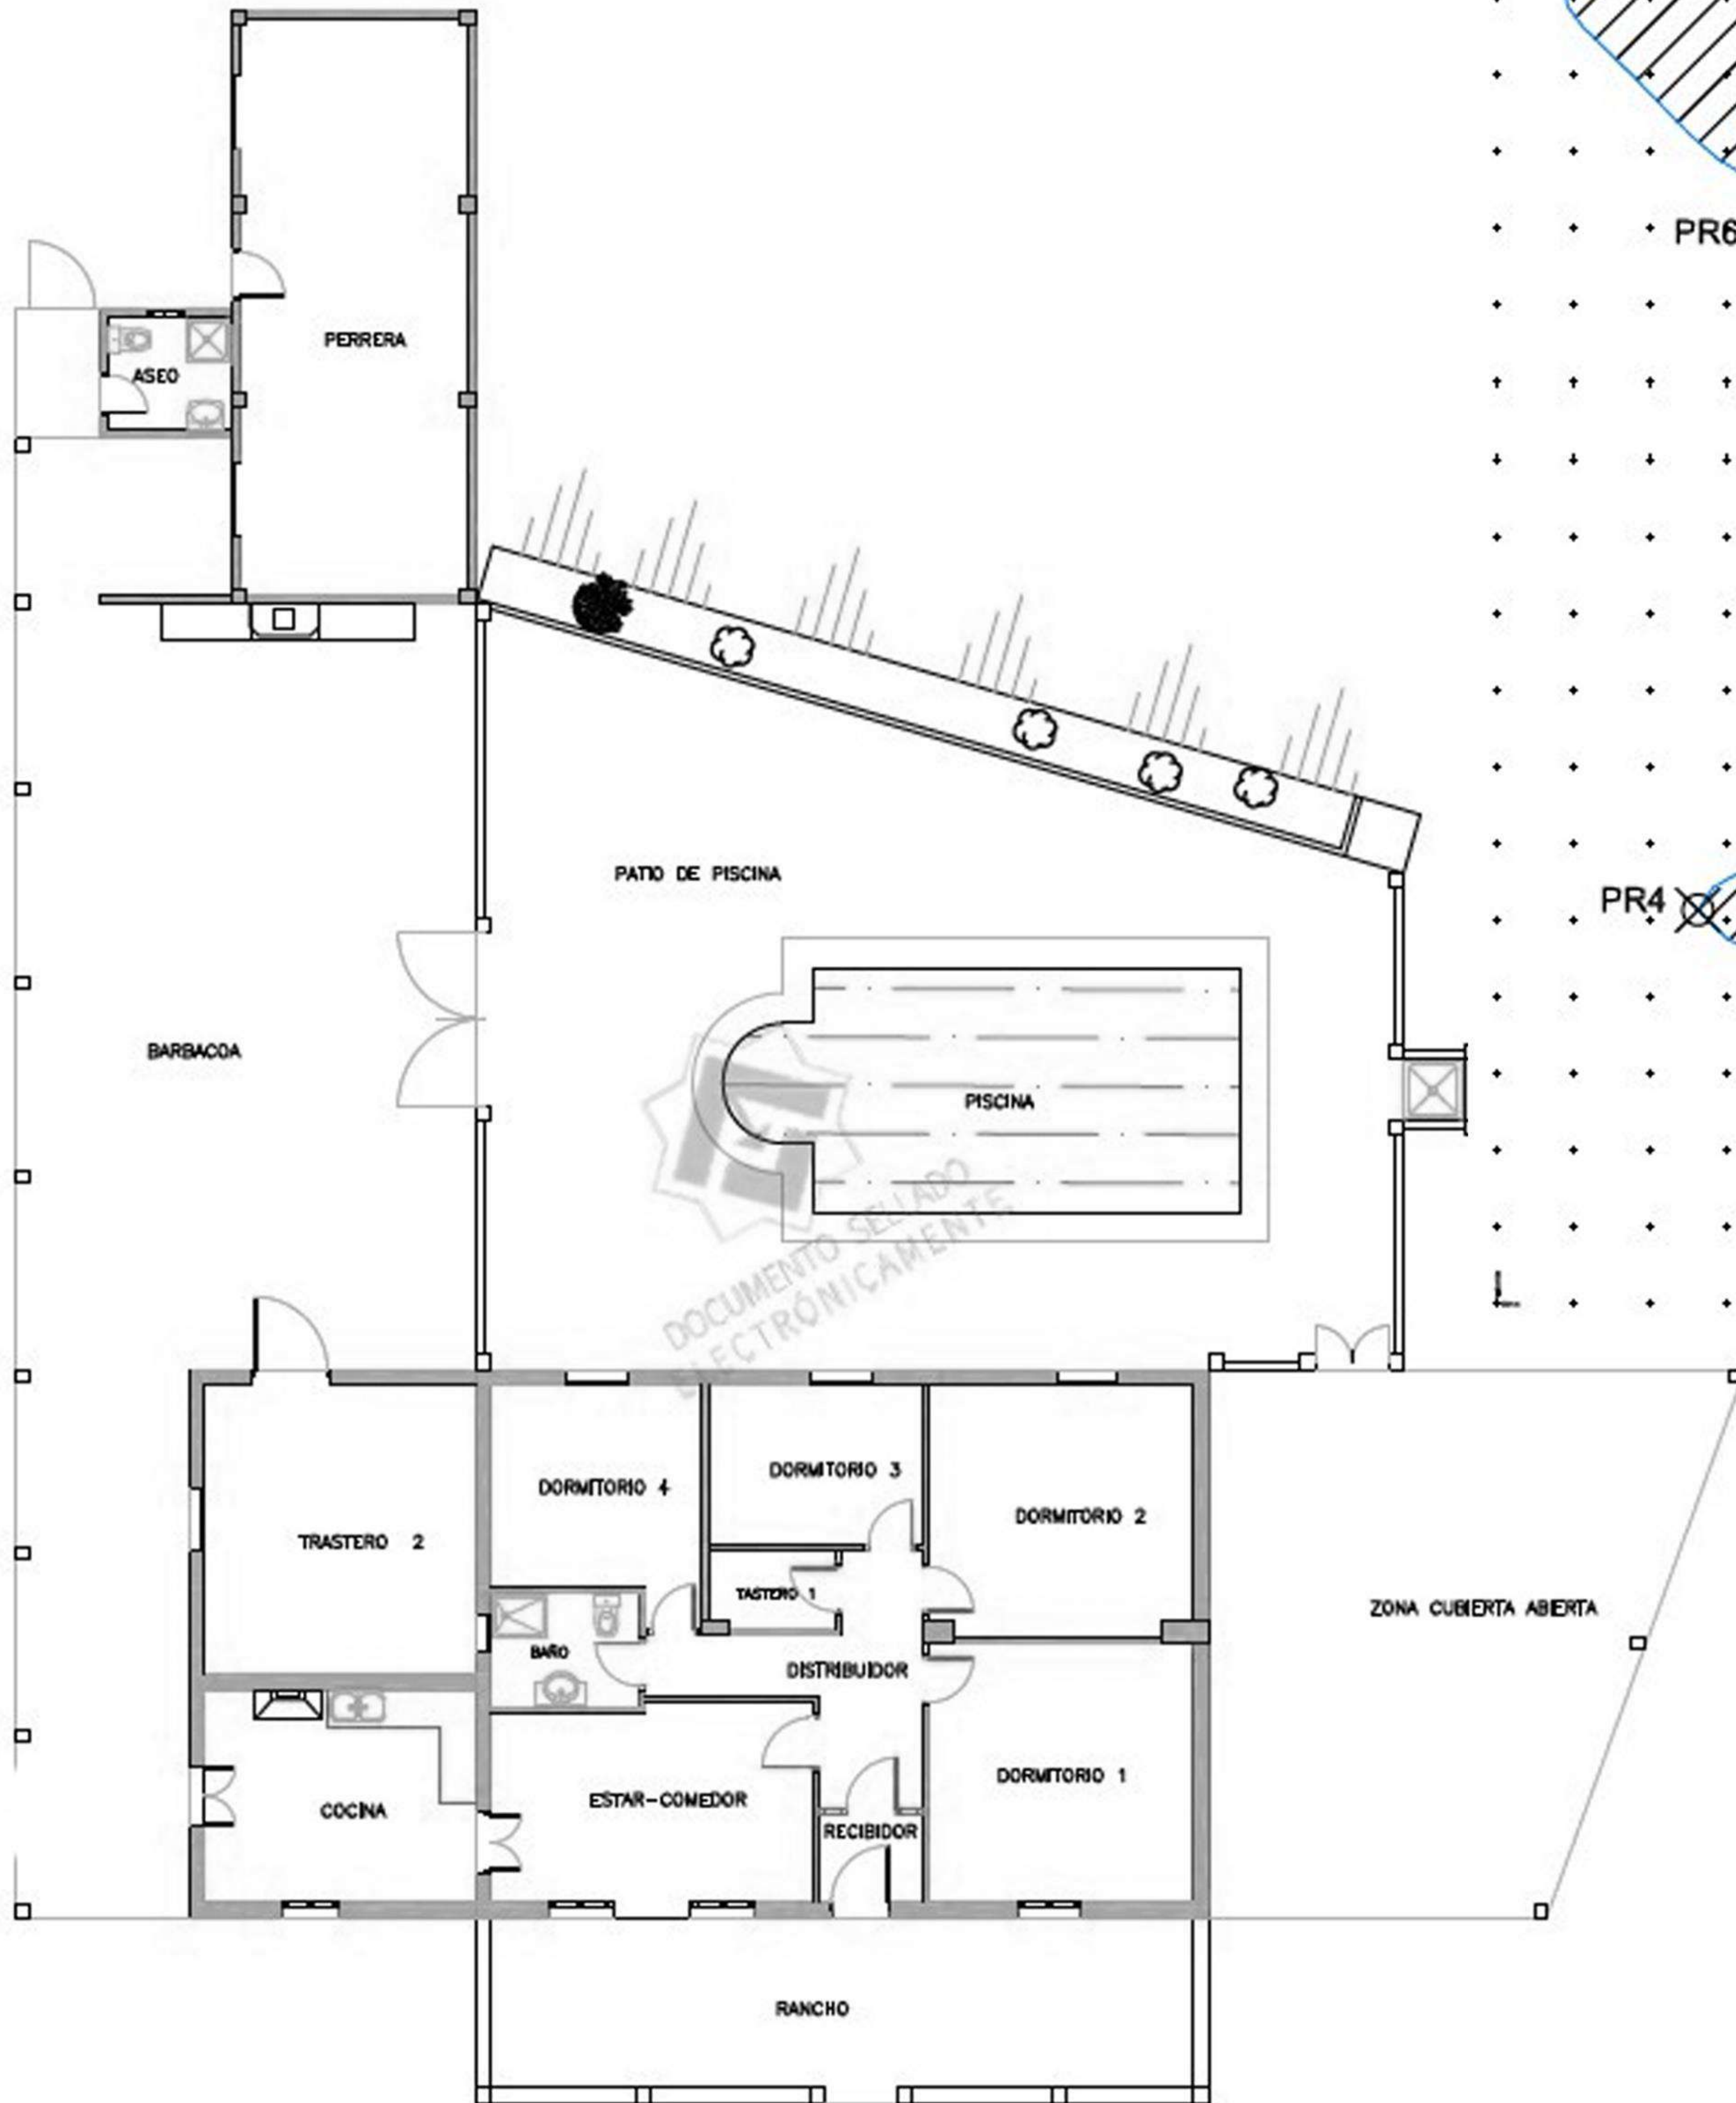 PR6
PERRERA
ASEO
PATIO DE PISCINA
PR4
BARBACOA
PISCINA
DOCUMENTO SELLADO
ELECTRÓNICAMENTE
DORMITORIO 3
DORMITORIO 4
DORMITORIO 2
TRASTERO 2
TASTERO 1
ZONA CUBIERTA ABIERTA
BAÑO
DISTRIBUIDOR
DORMITORIO 1
ESTAR-COMEDOR
COCINA
RECIBIDOR
RANCHO